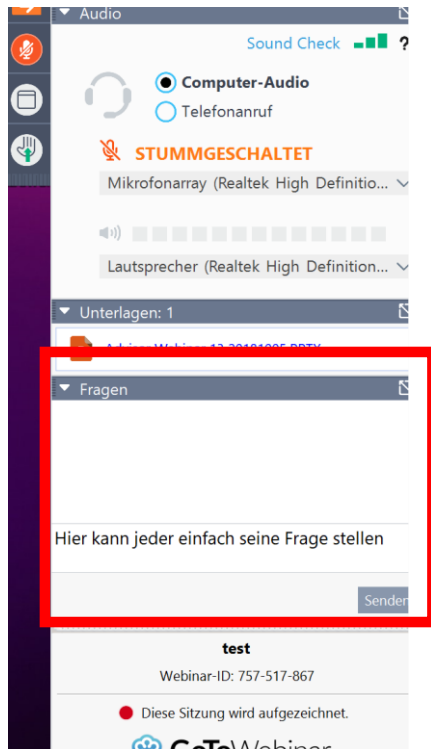 Audio
Sound Check ?
Computer-Audio
Telefonanruf
STUMMGESCHALTET
Mikrofonarray (Realtek High Definitio...
Lautsprecher (Realtek High Definition...
Unterlagen: 1
Fragen
Hier kann jeder einfach seine Frage stellen
Senden
test
Webinar-ID: 757-517-867
Diese Sitzung wird aufgezeichnet.
GoToWebinar